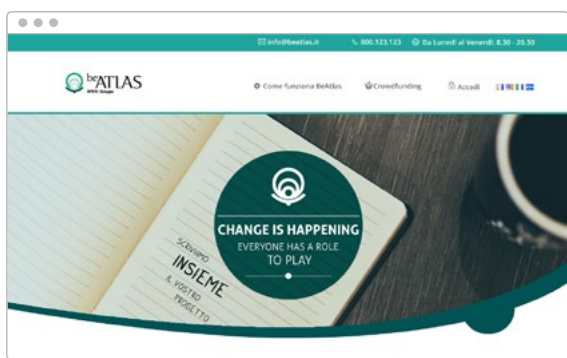 info@beatlas.it
800.123.123
Da Lunedì al Venerdì: 8.30 - 20.30
beATLAS
Come funziona BeAtlas
Crowdfunding
Accedi
CHANGE IS HAPPENING
EVERYONE HAS A ROLE
TO PLAY
SCRIVIAMO
INSIEME
IL VOSTRO
PROGETTO